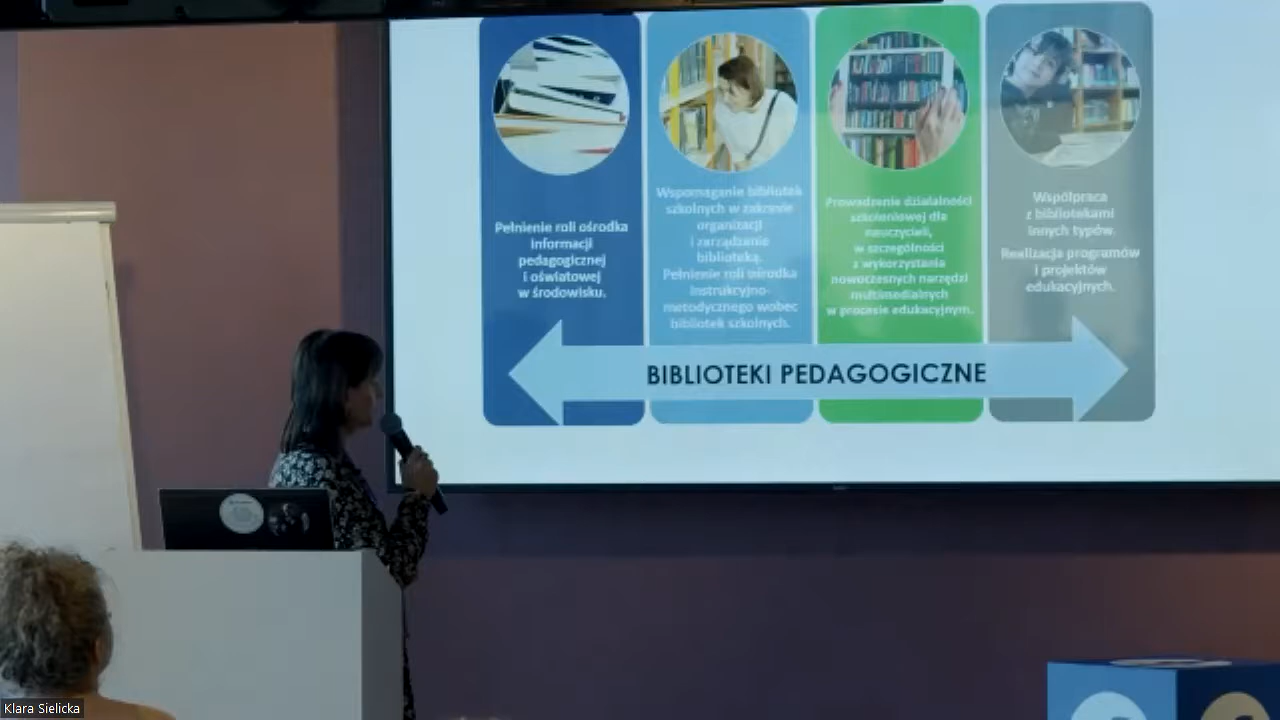 Pełnienie roli ośrodka
informacji
pedagogicznej
i oświatowej
w środowisku.
Wspomaganie bibliotek
szkolnych w zakresie
organizacji
i zarządzania
biblioteką.
Pełnienie roli ośrodka
instrukcyjno-
metodycznego wobec
bibliotek szkolnych.
Prowadzenie działalności
szkoleniowej dla
nauczycieli,
w szczególności
z wykorzystania
nowoczesnych narzędzi
multimedialnych
w procesie edukacyjnym.
Współpraca
z bibliotekami
innych typów.
Realizacja programów
i projektów
edukacyjnych.
BIBLIOTEKI PEDAGOGICZNE
Klara Sielicka